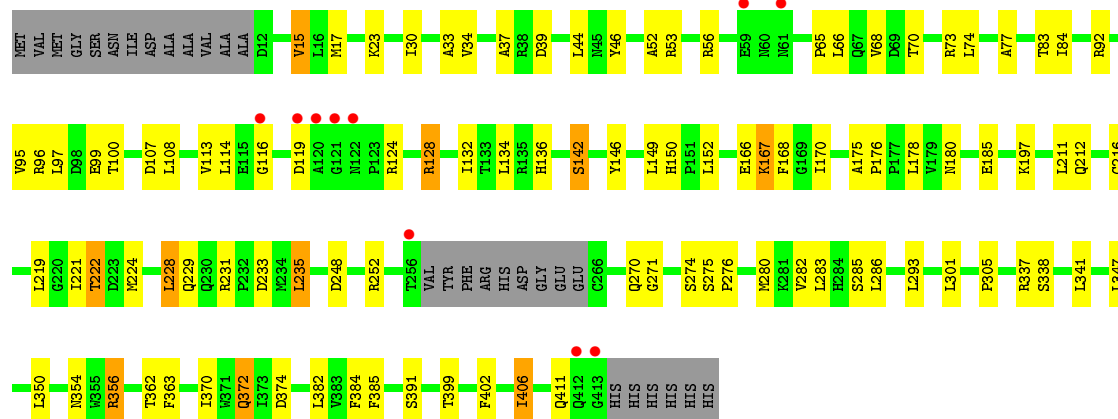 MET VAL MET GLY SER ASN ILE ASP ALA ALA VAL ALA ALA ALA D12 V15 L16 M17 K23 I30 A33 V34 A37 R38 D39 L44 N45 Y46 A52 R53 R56 E59 N60 N61 P65 L66 Q67 V68 D69 T70 R73 L74 A77 T83 I84 R92
V95 R96 L97 D98 E99 T100 D107 L108 V113 L114 E115 G116 D119 A120 G121 N122 P123 R124 R128 I132 T133 L134 R135 H136 S142 Y146 L149 H150 P151 L152 E166 K167 F168 G169 I170 A175 P176 P177 L178 V179 N180 E185 K197 L211 Q212
L219 G220 I221 T222 D223 M224 L228 Q229 Q230 R231 P232 D233 M234 L235 D248 R252 T256 VAL TYR PHE ARG HIS ASP GLY GLU GLU C266 Q270 G271 S274 S275 P276 M280 K281 V282 L283 H284 S285 L286 L293 L301 P305 R337 S338 L341
L350 N354 W355 R356 T362 F363 I370 W371 Q372 I373 D374 L382 V383 F384 F385 S391 T399 F402 I406 Q411 Q412 G413 HIS HIS HIS HIS HIS HIS